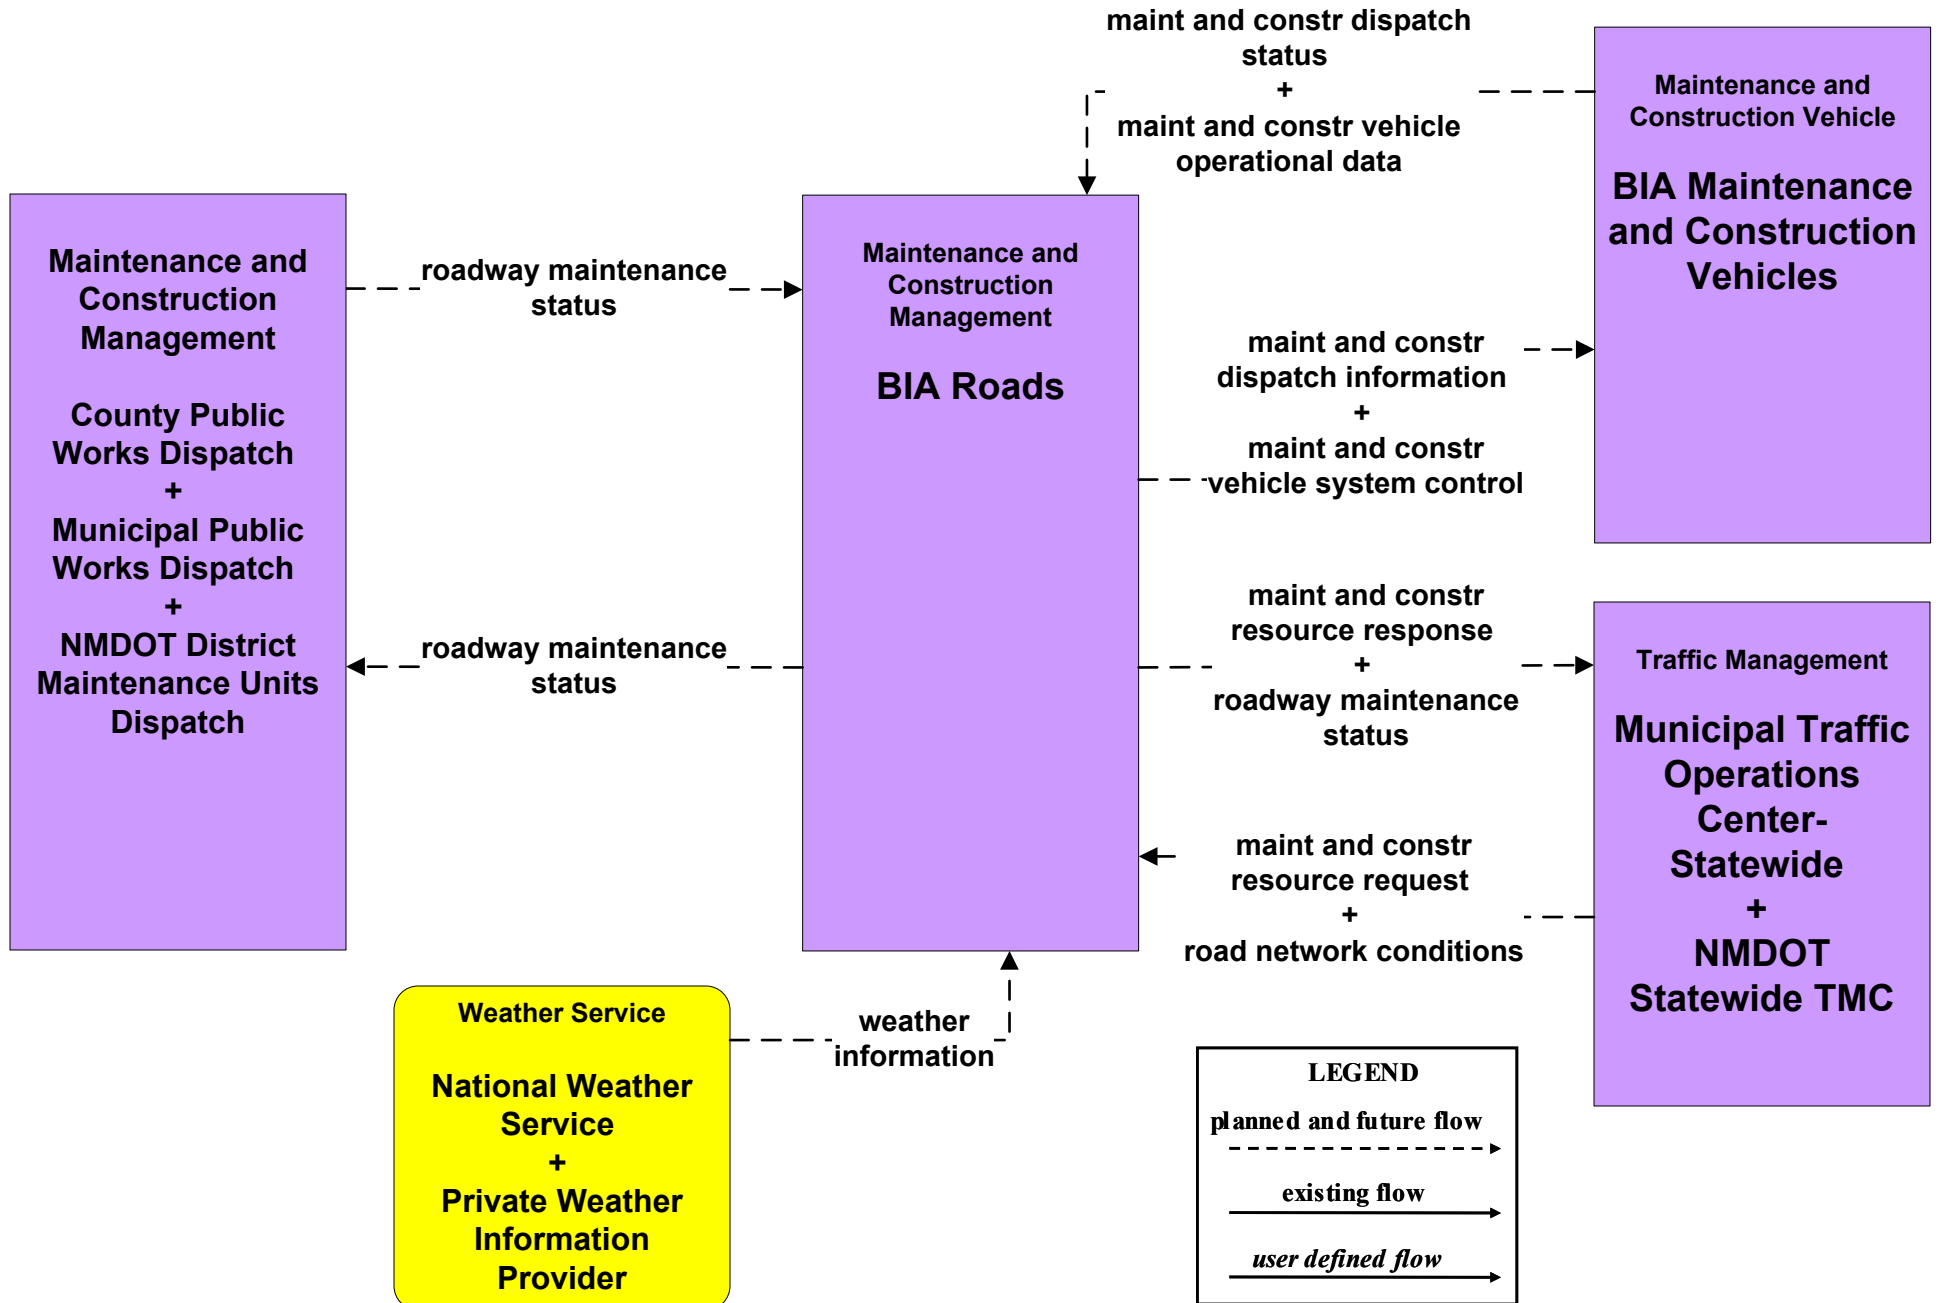 maint and constr dispatch
status
+
maint and constr vehicle
operational data
Maintenance and
Construction Vehicle
BIA Maintenance
and Construction
Vehicles
Maintenance and
Construction
Management
County Public
Works Dispatch
+
Municipal Public
Works Dispatch
+
NMDOT District
Maintenance Units
Dispatch
roadway maintenance
status
roadway maintenance
status
Maintenance and
Construction
Management
BIA Roads
maint and constr
dispatch information
+
maint and constr
vehicle system control
maint and constr
resource response
+
roadway maintenance
status
maint and constr
resource request
+
road network conditions
Traffic Management
Municipal Traffic
Operations
Center-
Statewide
+
NMDOT
Statewide TMC
Weather Service
National Weather
Service
+
Private Weather
Information
Provider
weather
information
LEGEND
planned and future flow
existing flow
user defined flow